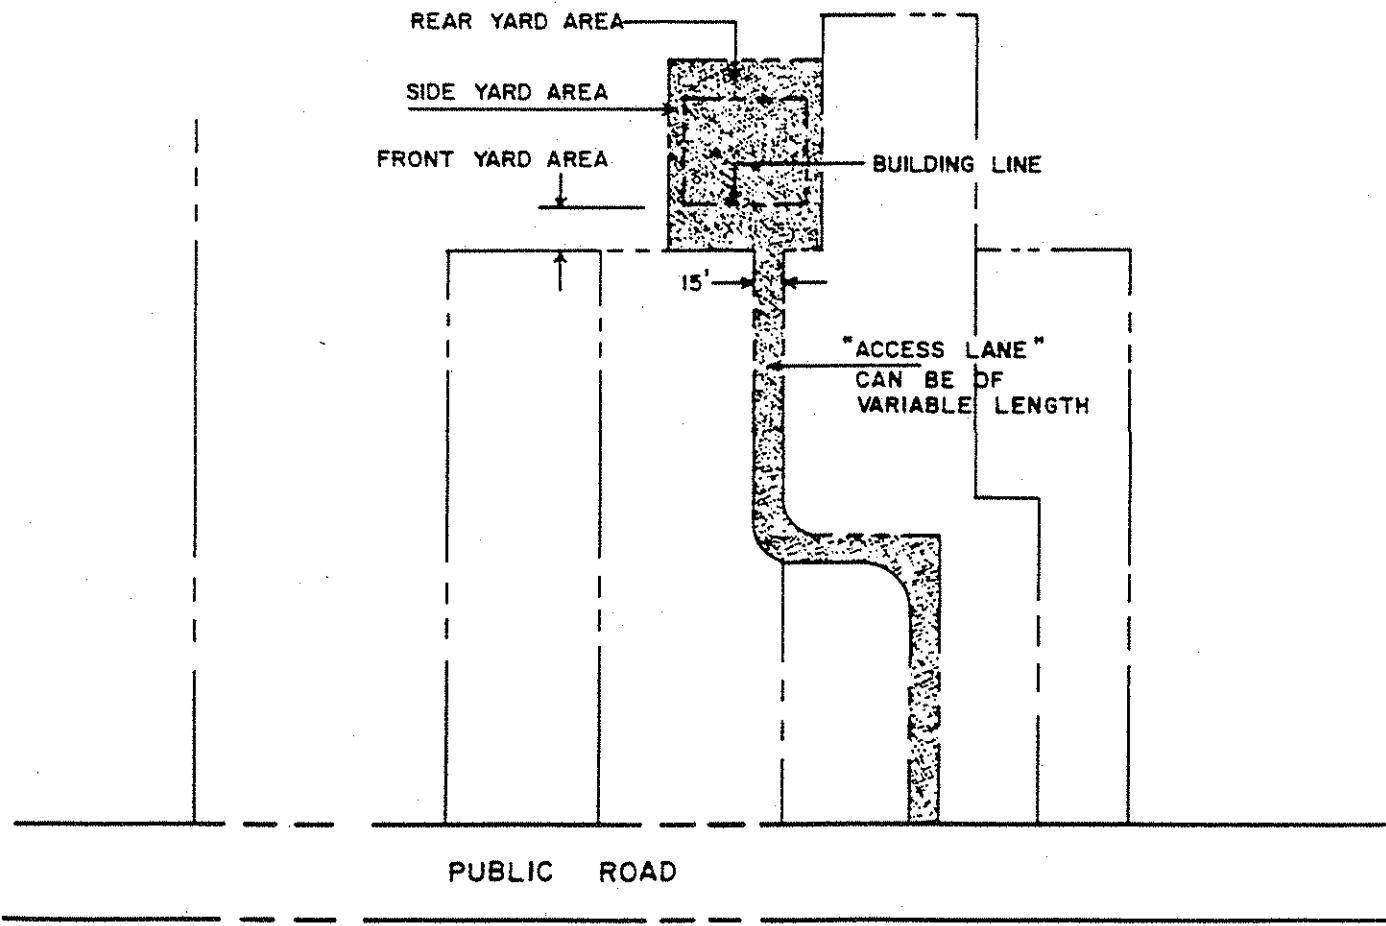 REAR YARD AREA
SIDE YARD AREA
FRONT YARD AREA
BUILDING LINE
15'
"ACCESS LANE"
CAN BE OF
VARIABLE LENGTH
PUBLIC ROAD